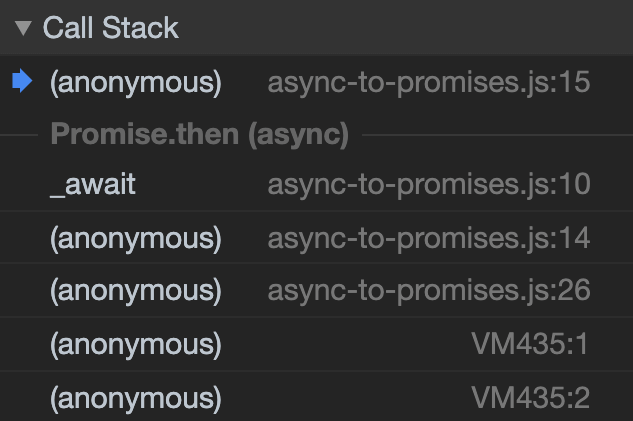 Call Stack
(anonymous) async-to-promises.js:15
Promise.then (async)
_await async-to-promises.js:10
(anonymous) async-to-promises.js:14
(anonymous) async-to-promises.js:26
(anonymous) VM435:1
(anonymous) VM435:2